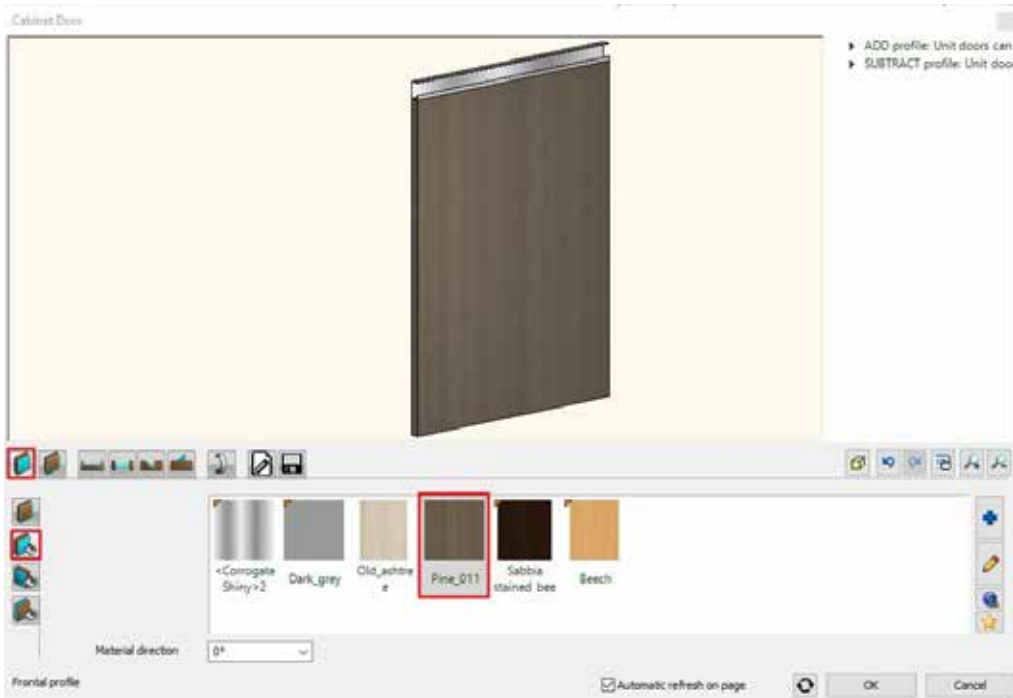 Cabinet Door
ADD profile: Unit doors can
SUBTRACT profile: Unit doo
<Corrogate
Shiny>2
Dark_grey
Old_ashtre
e
Pine_011
Sabbia
stained bee
Beech
Material direction
0°
Frontal profile
Automatic refresh on page
OK
Cancel